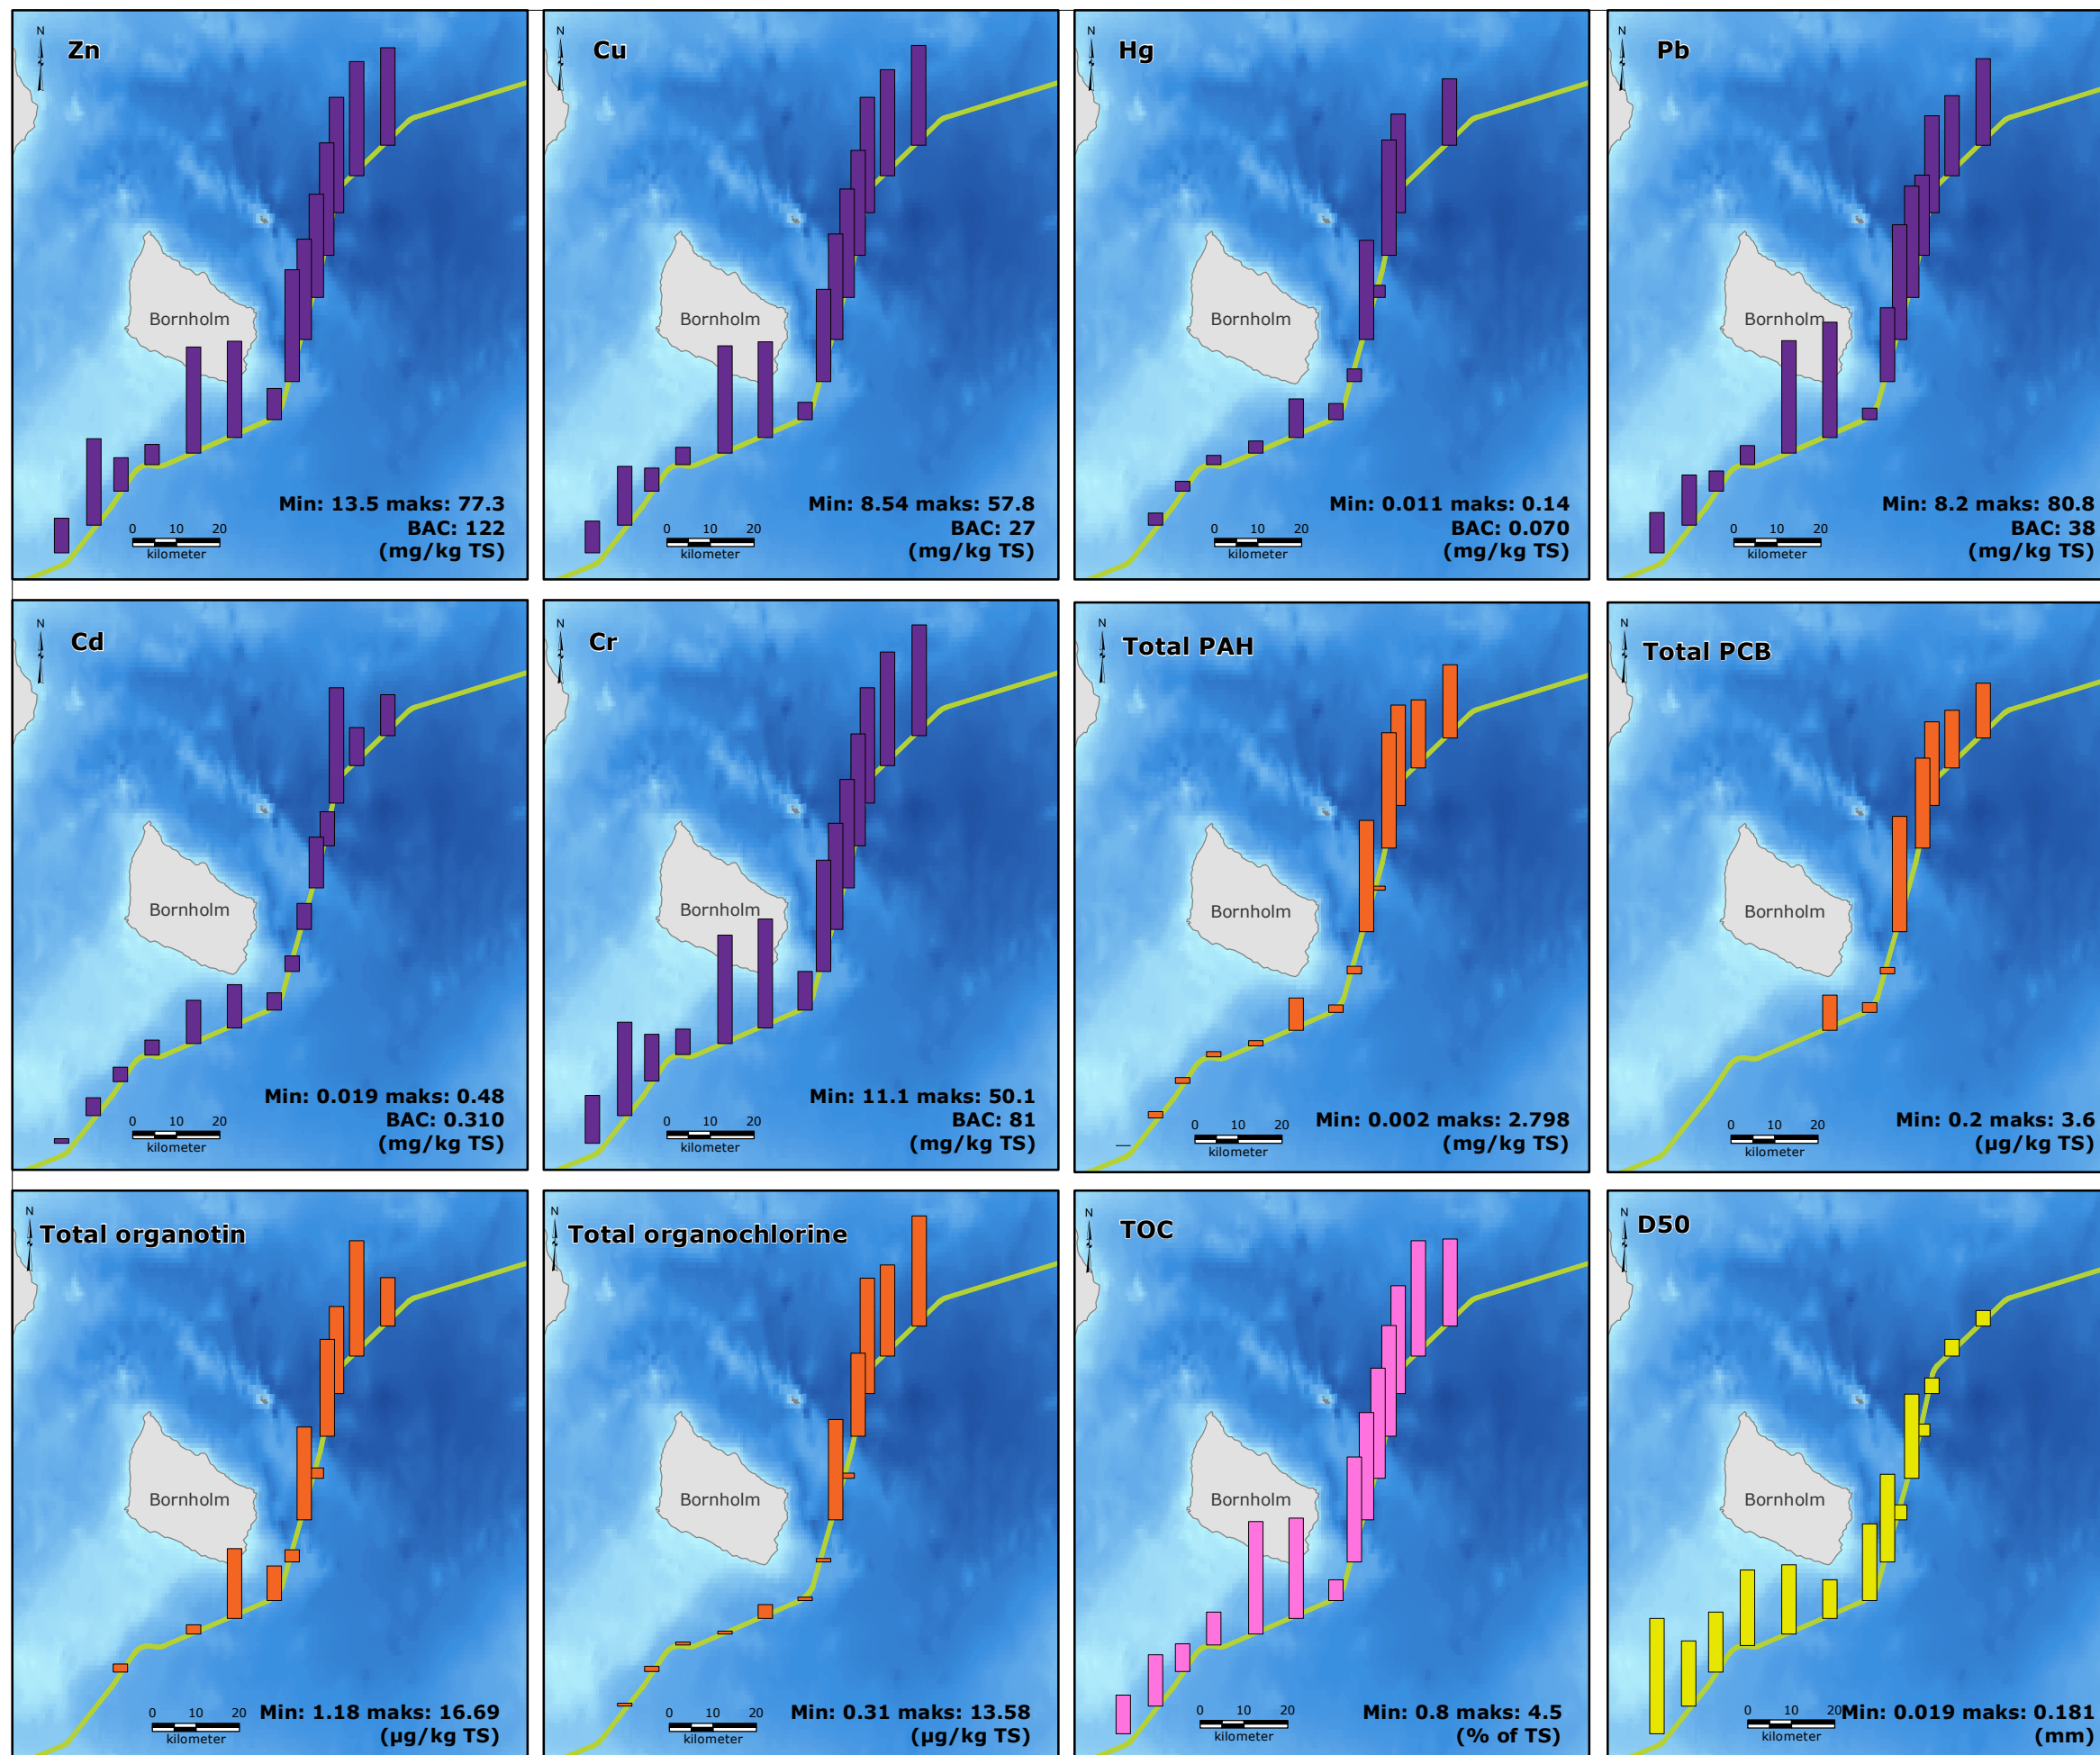 N
Zn
Bornholm
Min: 13.5 maks: 77.3
BAC: 122
(mg/kg TS)
0 10 20
kilometer
N
Cu
Bornholm
Min: 8.54 maks: 57.8
BAC: 27
(mg/kg TS)
0 10 20
kilometer
N
Hg
Bornholm
Min: 0.011 maks: 0.14
BAC: 0.070
(mg/kg TS)
0 10 20
kilometer
N
Pb
Bornholm
Min: 8.2 maks: 80.8
BAC: 38
(mg/kg TS)
0 10 20
kilometer
N
Cd
Bornholm
Min: 0.019 maks: 0.48
BAC: 0.310
(mg/kg TS)
0 10 20
kilometer
N
Cr
Bornholm
Min: 11.1 maks: 50.1
BAC: 81
(mg/kg TS)
0 10 20
kilometer
N
Total PAH
Bornholm
Min: 0.002 maks: 2.798
(mg/kg TS)
0 10 20
kilometer
N
Total PCB
Bornholm
Min: 0.2 maks: 3.6
(µg/kg TS)
0 10 20
kilometer
N
Total organotin
Bornholm
Min: 1.18 maks: 16.69
(µg/kg TS)
0 10 20
kilometer
N
Total organochlorine
Bornholm
Min: 0.31 maks: 13.58
(µg/kg TS)
0 10 20
kilometer
N
TOC
Bornholm
Min: 0.8 maks: 4.5
(% of TS)
0 10 20
kilometer
N
D50
Bornholm
Min: 0.019 maks: 0.181
(mm)
0 10 20
kilometer